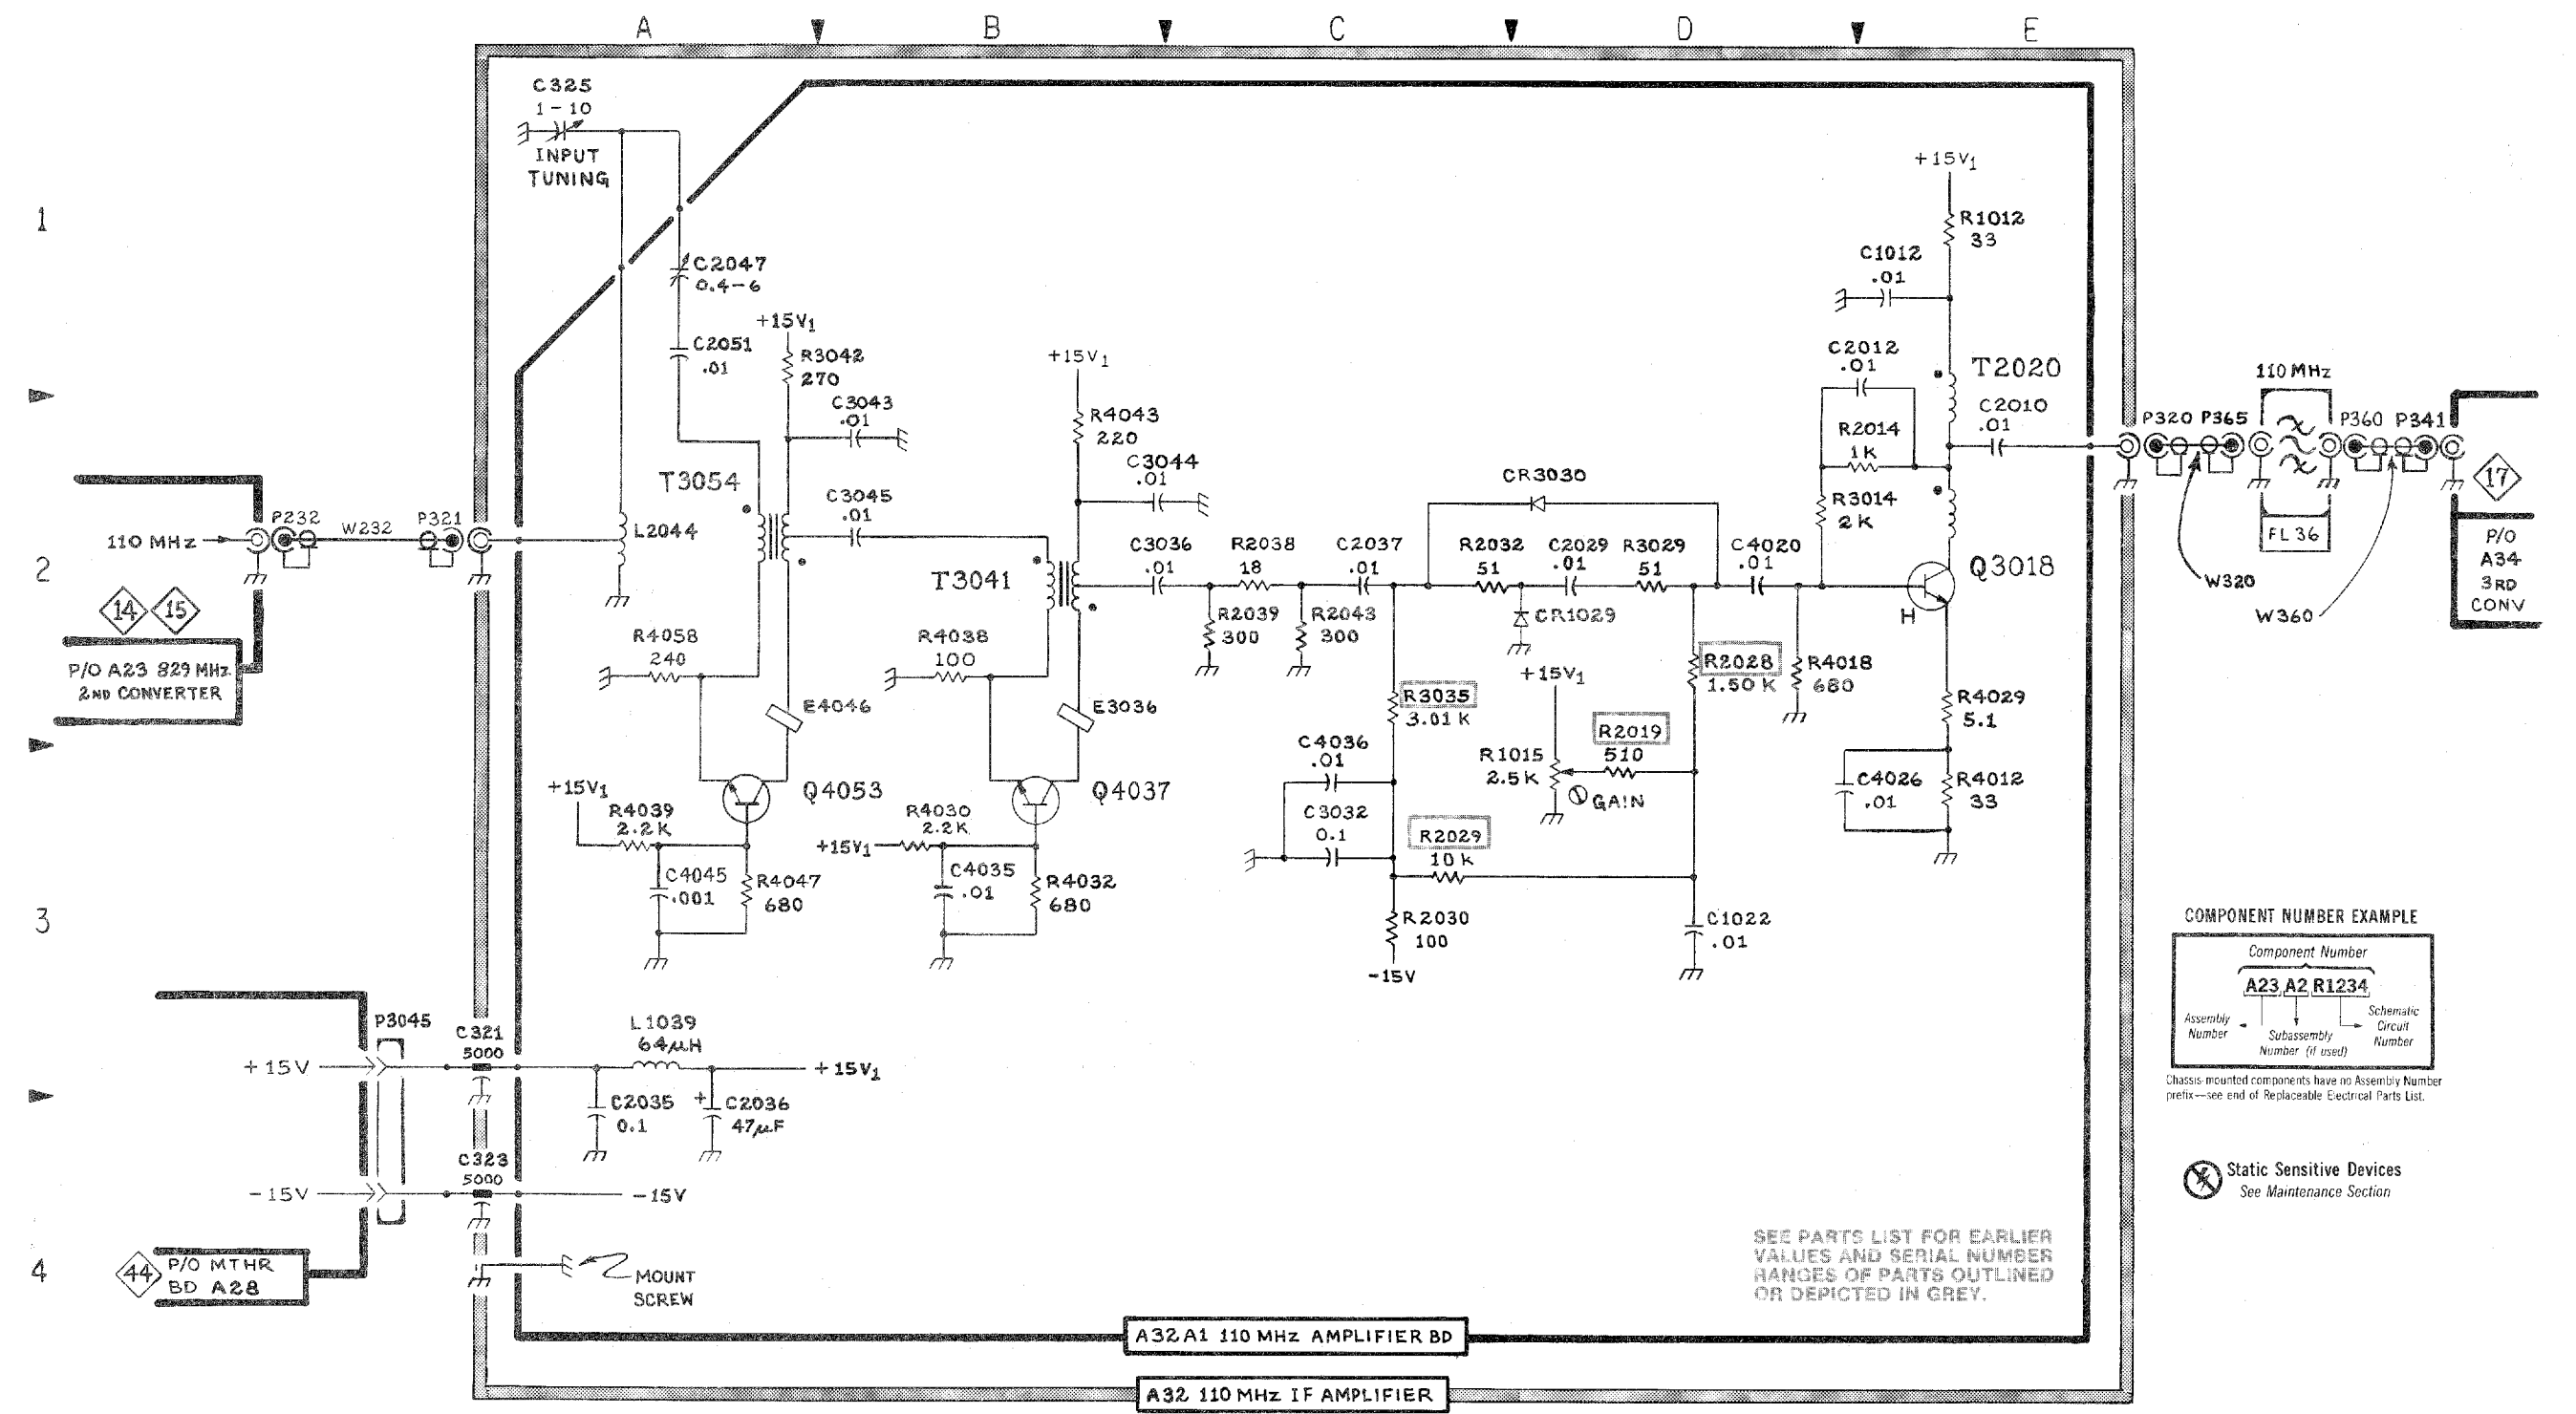 A B C D E
1
2
3
4
C325
1-10
INPUT
TUNING
C2047
0.4-6
C2051
.01
+15V1
R3042
270
C3043
.01
T3054
C3045
.01
L2044
110 MHz
P232
W232
P321
14
15
P/O A23 829 MHz
2ND CONVERTER
R4058
240
E4046
Q4053
+15V1
R4039
2.2K
C4045
.001
R4047
680
+15V1
R4043
220
C3044
.01
T3041
R4038
100
E3036
Q4037
R4030
2.2K
+15V1
C4035
.01
R4032
680
C3036
.01
R2038
18
C2037
.01
R2039
300
R2043
300
CR3030
R2032
51
C2029
.01
R3029
51
C4020
.01
CR1029
R3035
3.01 K
C4036
.01
C3032
0.1
R2029
10 K
R2030
100
-15V
+15V1
R1015
2.5K
GAIN
R2019
510
R2028
1.50 K
C1022
.01
R4018
680
+15V1
R1012
33
C1012
.01
C2012
.01
T2020
C2010
.01
R2014
1K
R3014
2K
Q3018
H
R4029
5.1
C4026
.01
R4012
33
P320 P365
110 MHz
P360 P341
FL36
W320
W360
17
P/O
A34
3RD
CONV
P3045
C321
5000
+15V
L1039
64µH
+15V1
C2035
0.1
+
C2036
47µF
C323
5000
-15V
-15V
44
P/O MTHR
BD A28
MOUNT
SCREW
COMPONENT NUMBER EXAMPLE
Component Number
A23 A2 R1234
Assembly
Number
Subassembly
Number (if used)
Schematic
Circuit
Number
Chassis-mounted components have no Assembly Number
prefix—see end of Replaceable Electrical Parts List.
Static Sensitive Devices
See Maintenance Section
SEE PARTS LIST FOR EARLIER
VALUES AND SERIAL NUMBER
RANGES OF PARTS OUTLINED
OR DEPICTED IN GREY.
A32A1 110 MHz AMPLIFIER BD
A32 110 MHz IF AMPLIFIER